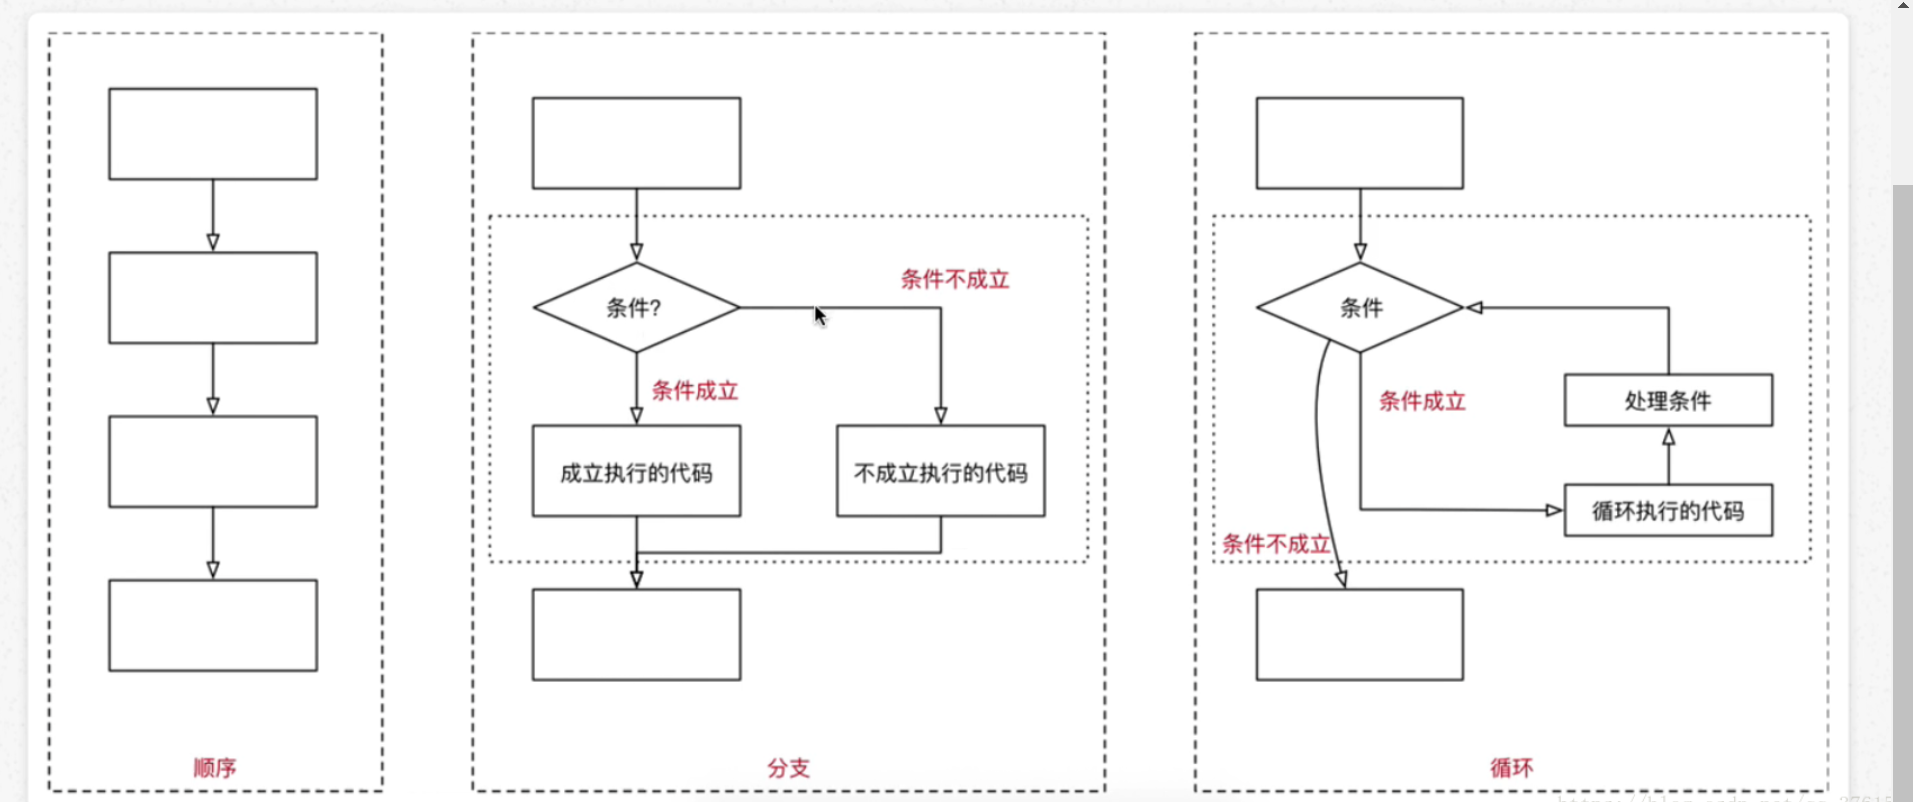 条件?
条件不成立
条件成立
成立执行的代码
不成立执行的代码
条件
条件成立
处理条件
循环执行的代码
条件不成立
顺序
分支
循环